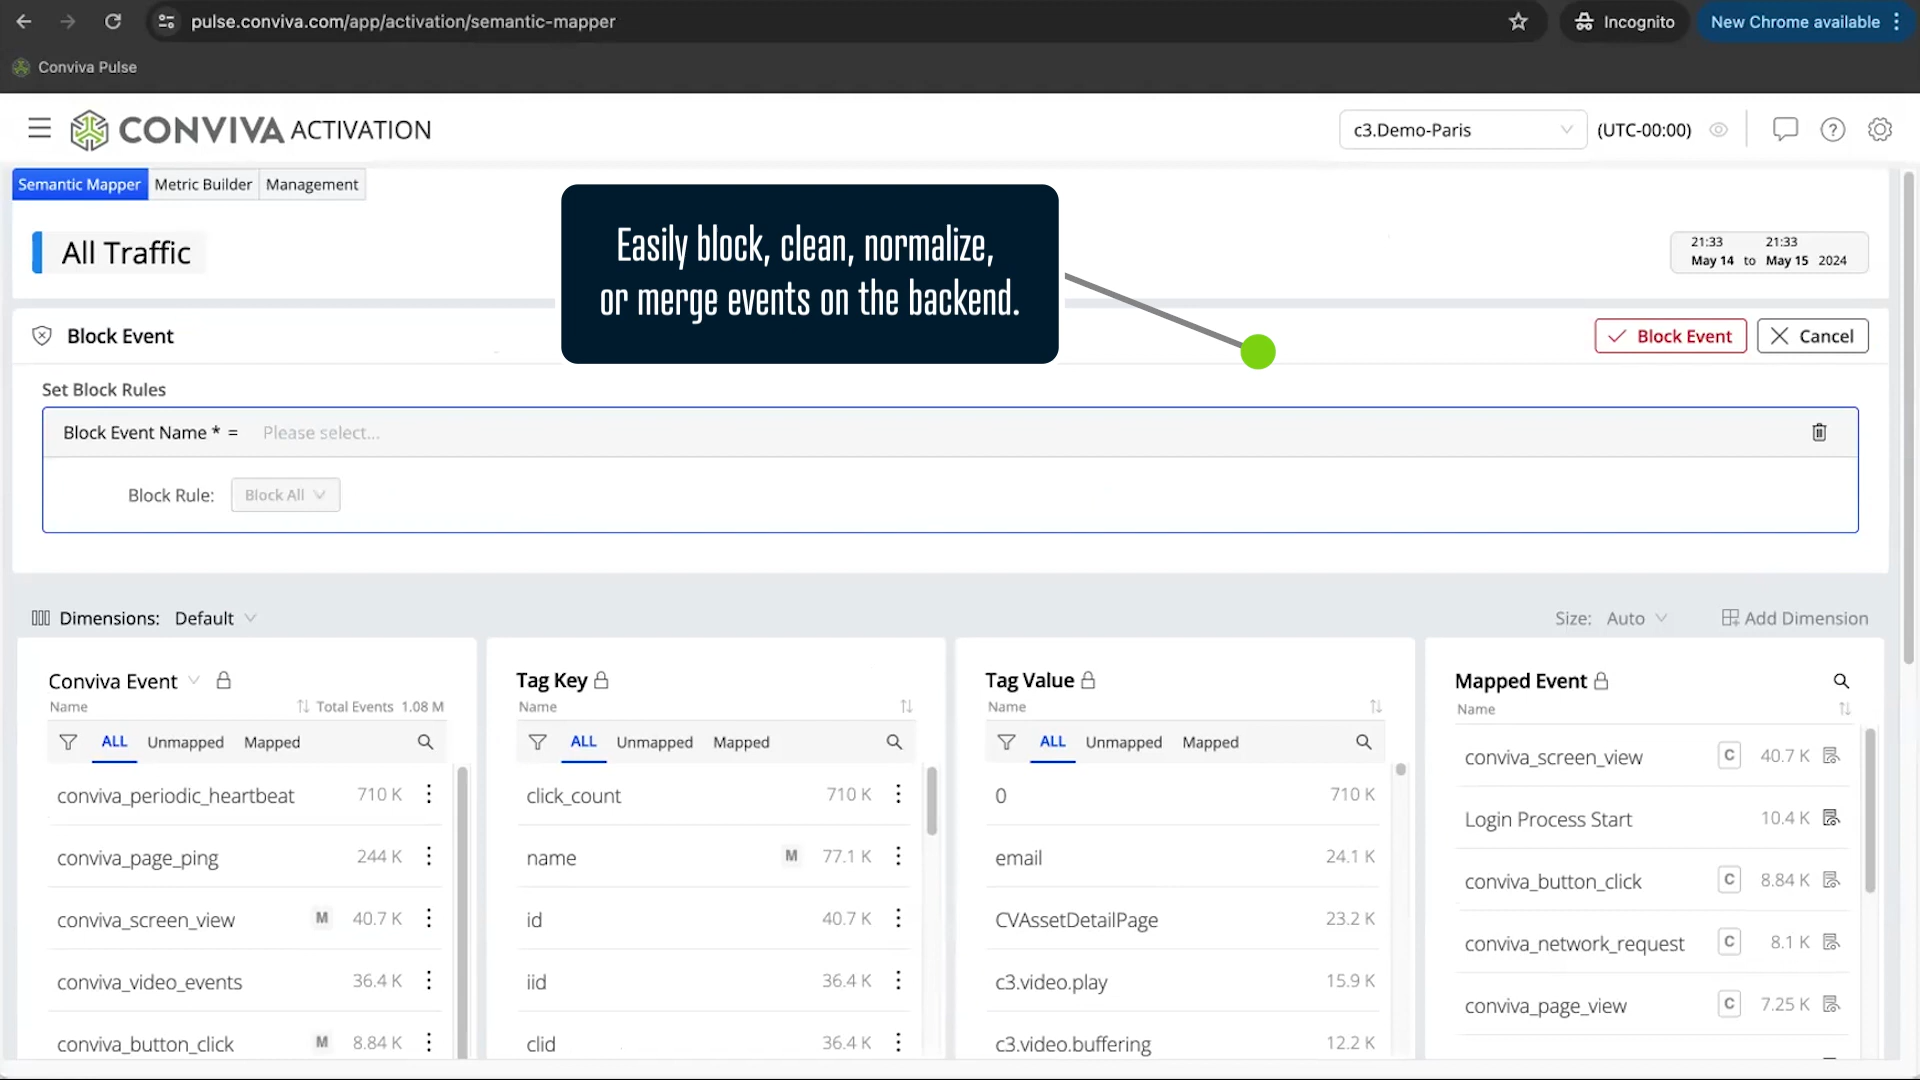 pulse.conviva.com/app/activation/semantic-mapper
Incognito
New Chrome available
Conviva Pulse
CONVIVA ACTIVATION
c3.Demo-Paris
(UTC-00:00)
Semantic Mapper
Metric Builder
Management
All Traffic
21:33 21:33
May 14 to May 15 2024
Easily block, clean, normalize,
or merge events on the backend.
Block Event
Block Event
Cancel
Set Block Rules
Block Event Name * = Please select...
Block Rule: Block All
Dimensions: Default
Size: Auto
Add Dimension
Conviva Event
Name Total Events 1.08 M
ALL Unmapped Mapped
conviva_periodic_heartbeat 710 K
conviva_page_ping 244 K
conviva_screen_view M 40.7 K
conviva_video_events 36.4 K
conviva_button_click M 8.84 K
Tag Key
Name
ALL Unmapped Mapped
click_count 710 K
name M 77.1 K
id 40.7 K
iid 36.4 K
clid 36.4 K
Tag Value
Name
ALL Unmapped Mapped
0 710 K
email 24.1 K
CVAssetDetailPage 23.2 K
c3.video.play 15.9 K
c3.video.buffering 12.2 K
Mapped Event
Name
conviva_screen_view C 40.7 K
Login Process Start 10.4 K
conviva_button_click C 8.84 K
conviva_network_request C 8.1 K
conviva_page_view C 7.25 K